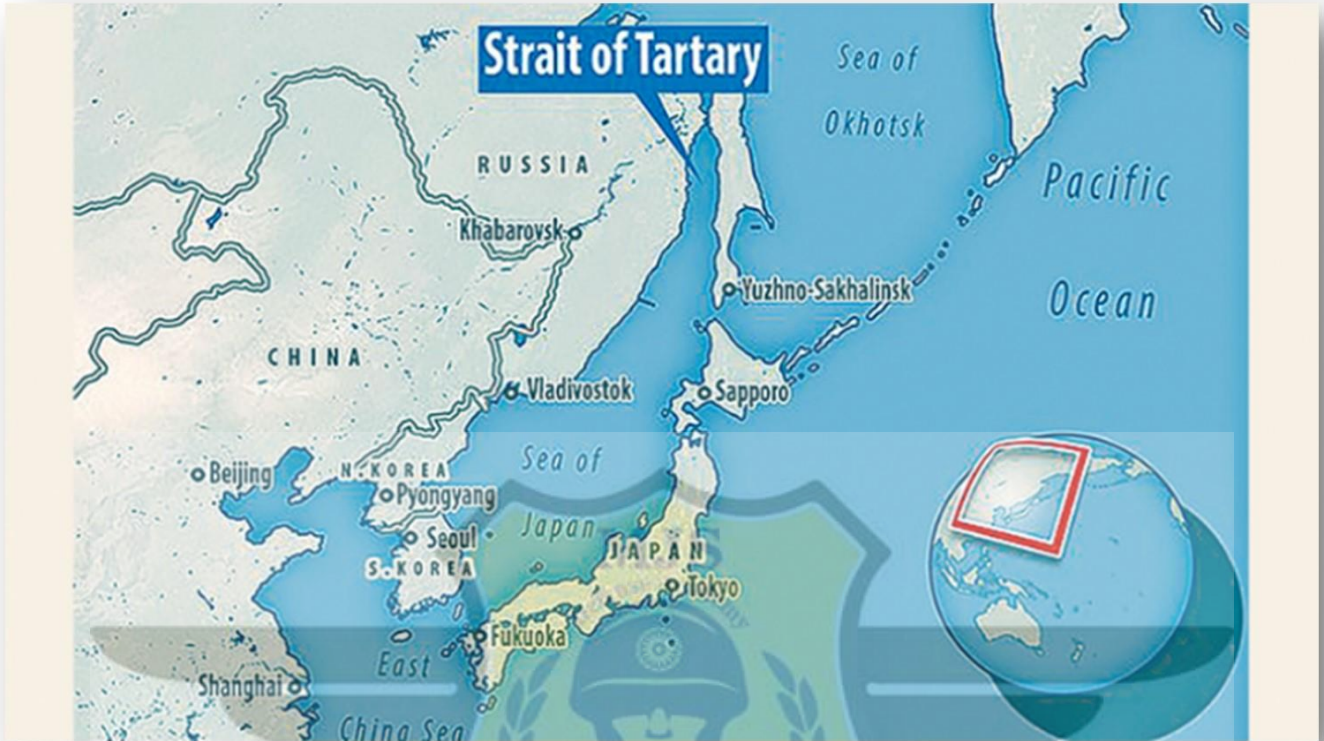 Strait of Tartary
Sea of
Okhotsk
Pacific
Ocean
RUSSIA
Khabarovsk
Yuzhno-Sakhalinsk
CHINA
Vladivostok
Sapporo
Sea of
Japan
Beijing
N. KOREA
Pyongyang
Seoul
S. KOREA
JAPAN
Tokyo
Fukuoka
East
China Sea
Shanghai